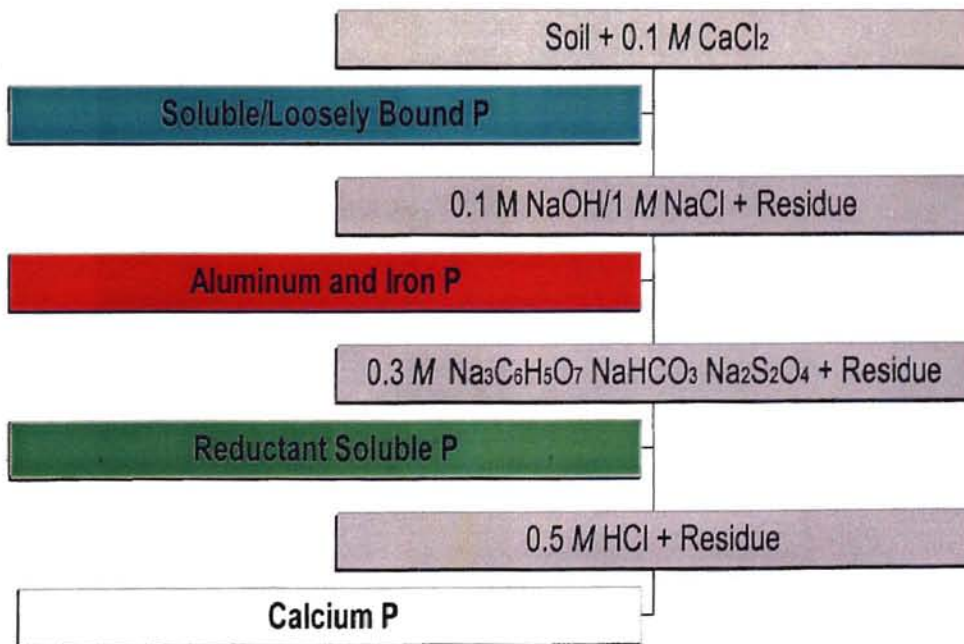 Soil + 0.1 M CaCl₂
Soluble/Loosely Bound P
0.1 M NaOH/1 M NaCl + Residue
Aluminum and Iron P
0.3 M Na₃C₆H₅O₇ NaHCO₃ Na₂S₂O₄ + Residue
Reductant Soluble P
0.5 M HCl + Residue
Calcium P